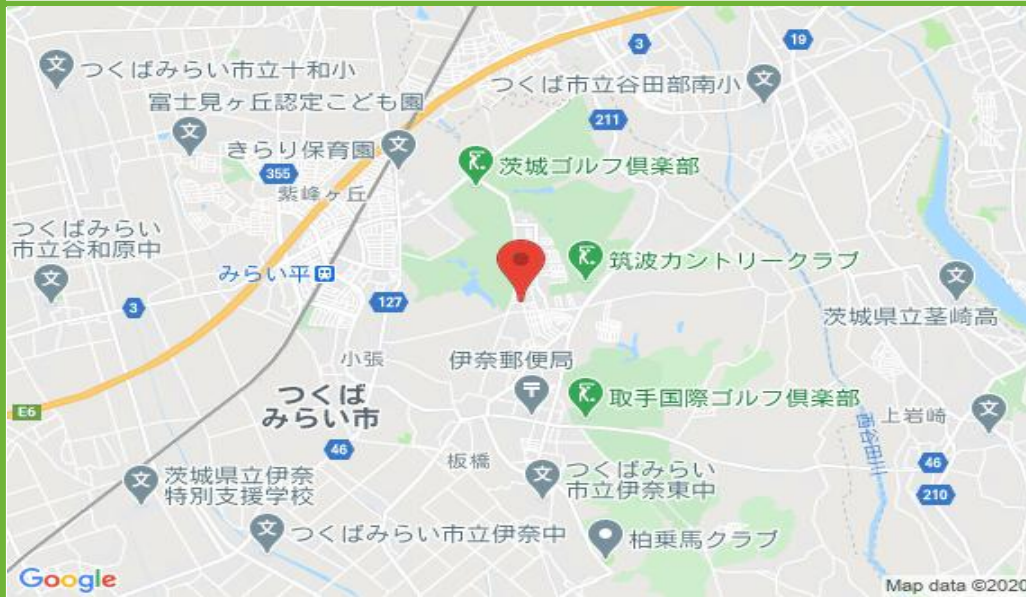 19
3
つくばみらい市立十和小
つくば市立谷田部南小
富士見ヶ丘認定こども園
211
きらり保育園
茨城ゴルフ倶楽部
355
紫峰ヶ丘
つくばみらい
市立谷和原中
筑波カントリークラブ
みらい平
127
3
茨城県立茎崎高
小張
伊奈郵便局
つくば
みらい市
取手国際ゴルフ倶楽部
E6
上岩崎
西谷田川
46
板橋
46
茨城県立伊奈
特別支援学校
つくばみらい
市立伊奈東中
210
つくばみらい市立伊奈中
柏乗馬クラブ
Google
Map data ©2020